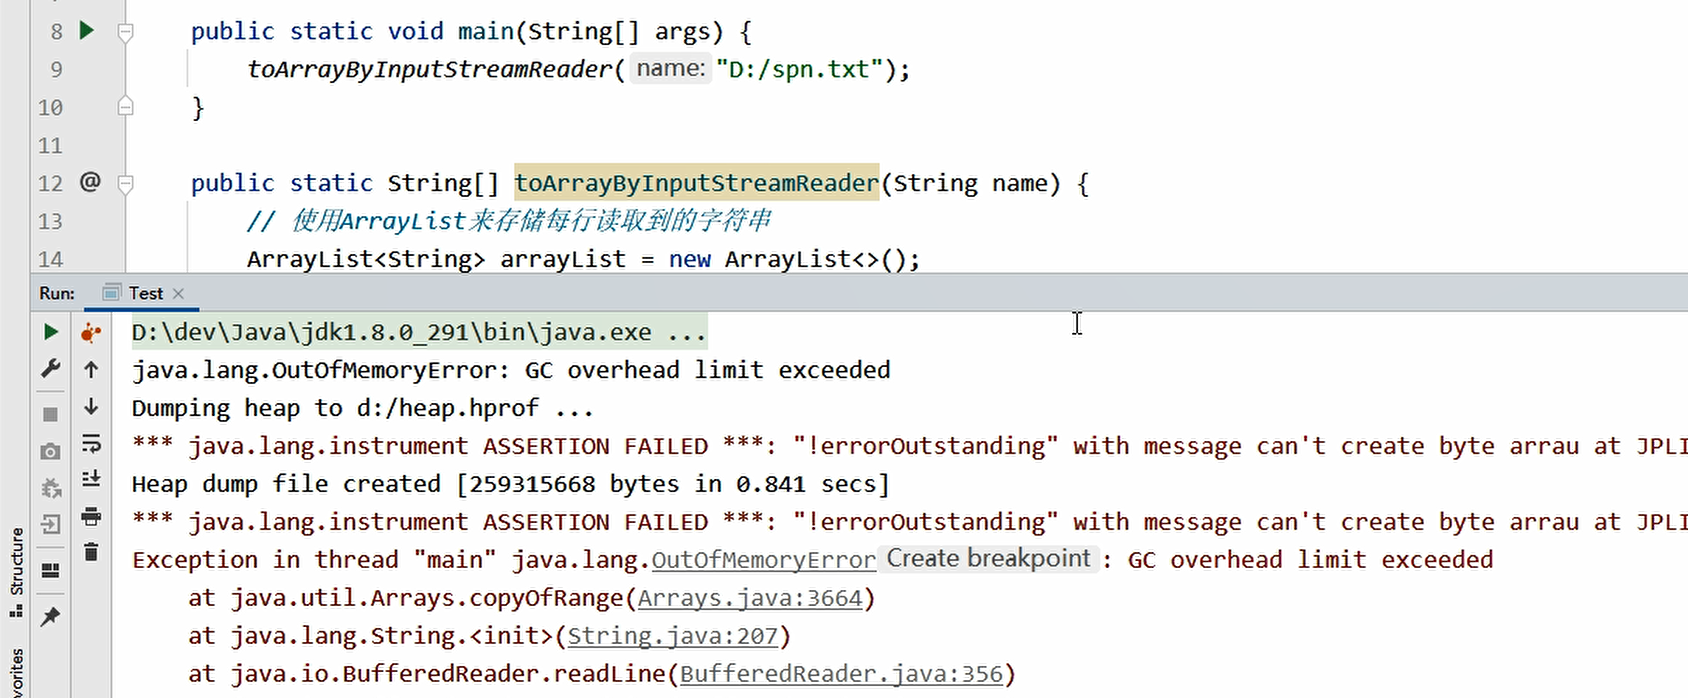 8 public static void main(String[] args) {
9 toArrayByInputStreamReader( name: "D:/spn.txt");
10 }
11
12 @ public static String[] toArrayByInputStreamReader(String name) {
13 // 使用ArrayList来存储每行读取到的字符串
14 ArrayList<String> arrayList = new ArrayList<>();
Run: Test
D:\dev\Java\jdk1.8.0_291\bin\java.exe ...
java.lang.OutOfMemoryError: GC overhead limit exceeded
Dumping heap to d:/heap.hprof ...
*** java.lang.instrument ASSERTION FAILED ***: "!errorOutstanding" with message can't create byte arrau at JPLI
Heap dump file created [259315668 bytes in 0.841 secs]
*** java.lang.instrument ASSERTION FAILED ***: "!errorOutstanding" with message can't create byte arrau at JPLI
Exception in thread "main" java.lang.OutOfMemoryError Create breakpoint : GC overhead limit exceeded
at java.util.Arrays.copyOfRange(Arrays.java:3664)
at java.lang.String.<init>(String.java:207)
at java.io.BufferedReader.readLine(BufferedReader.java:356)
Structure
vorites